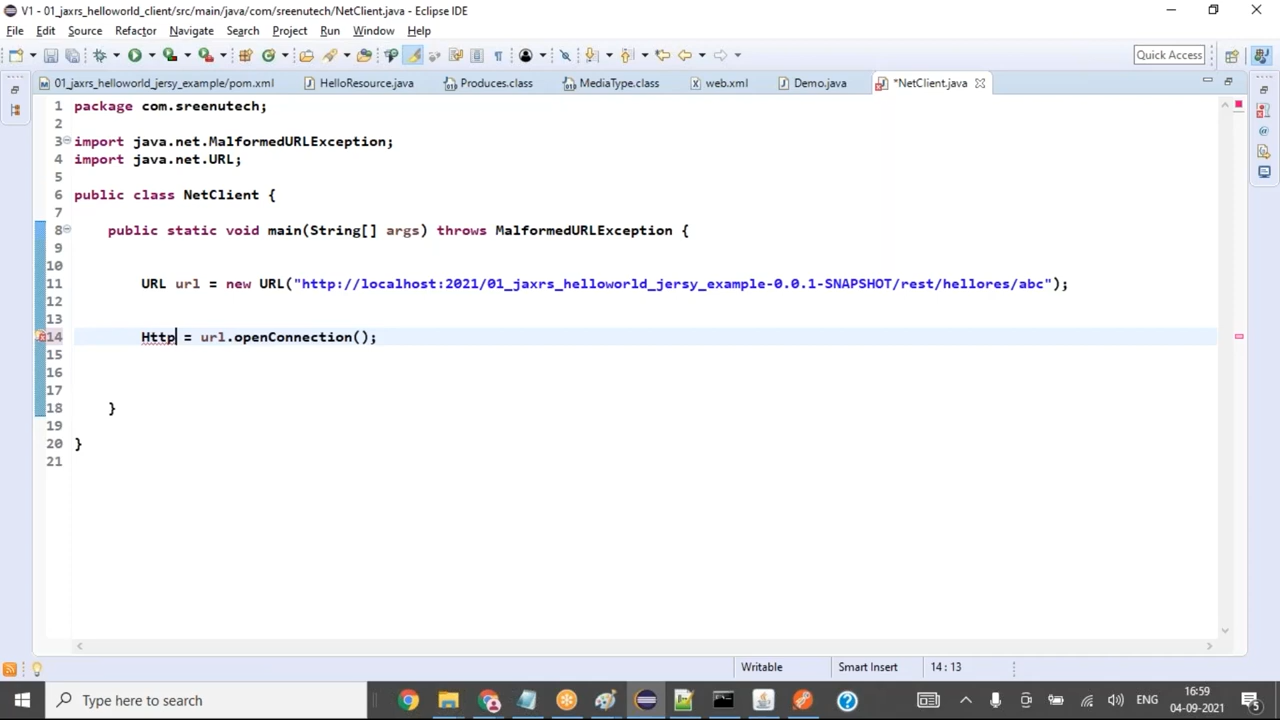 V1 - 01_jaxrs_helloworld_client/src/main/java/com/sreenutech/NetClient.java - Eclipse IDE
File Edit Source Refactor Navigate Search Project Run Window Help
Quick Access
01_jaxrs_helloworld_jersy_example/pom.xml HelloResource.java Produces.class MediaType.class web.xml Demo.java *NetClient.java
1 package com.sreenutech;
2
3 import java.net.MalformedURLException;
4 import java.net.URL;
5
6 public class NetClient {
7
8 public static void main(String[] args) throws MalformedURLException {
9
10
11 URL url = new URL("http://localhost:2021/01_jaxrs_helloworld_jersy_example-0.0.1-SNAPSHOT/rest/hellores/abc");
12
13
14 Http = url.openConnection();
15
16
17
18 }
19
20 }
21
Writable Smart Insert 14 : 13
Type here to search
ENG
16:59
04-09-2021
5